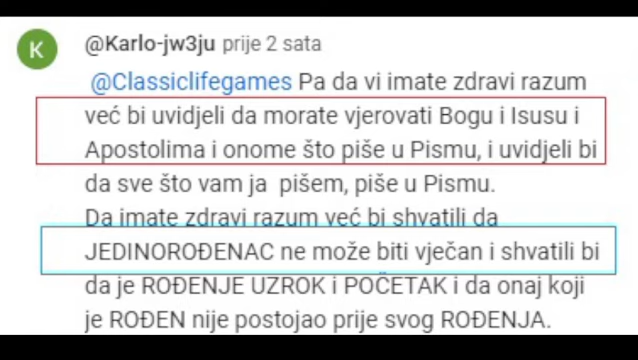 K
@Karlo-jw3ju prije 2 sata
@Classiclifegames Pa da vi imate zdravi razum
već bi uvidjeli da morate vjerovati Bogu i Isusu i
Apostolima i onome što piše u Pismu, i uvidjeli bi
da sve što vam ja pišem, piše u Pismu.
Da imate zdravi razum već bi shvatili da
JEDINOROĐENAC ne može biti vječan i shvatili bi
da je ROĐENJE UZROK i POČETAK i da onaj koji
je ROĐEN nije postojao prije svog ROĐENJA.